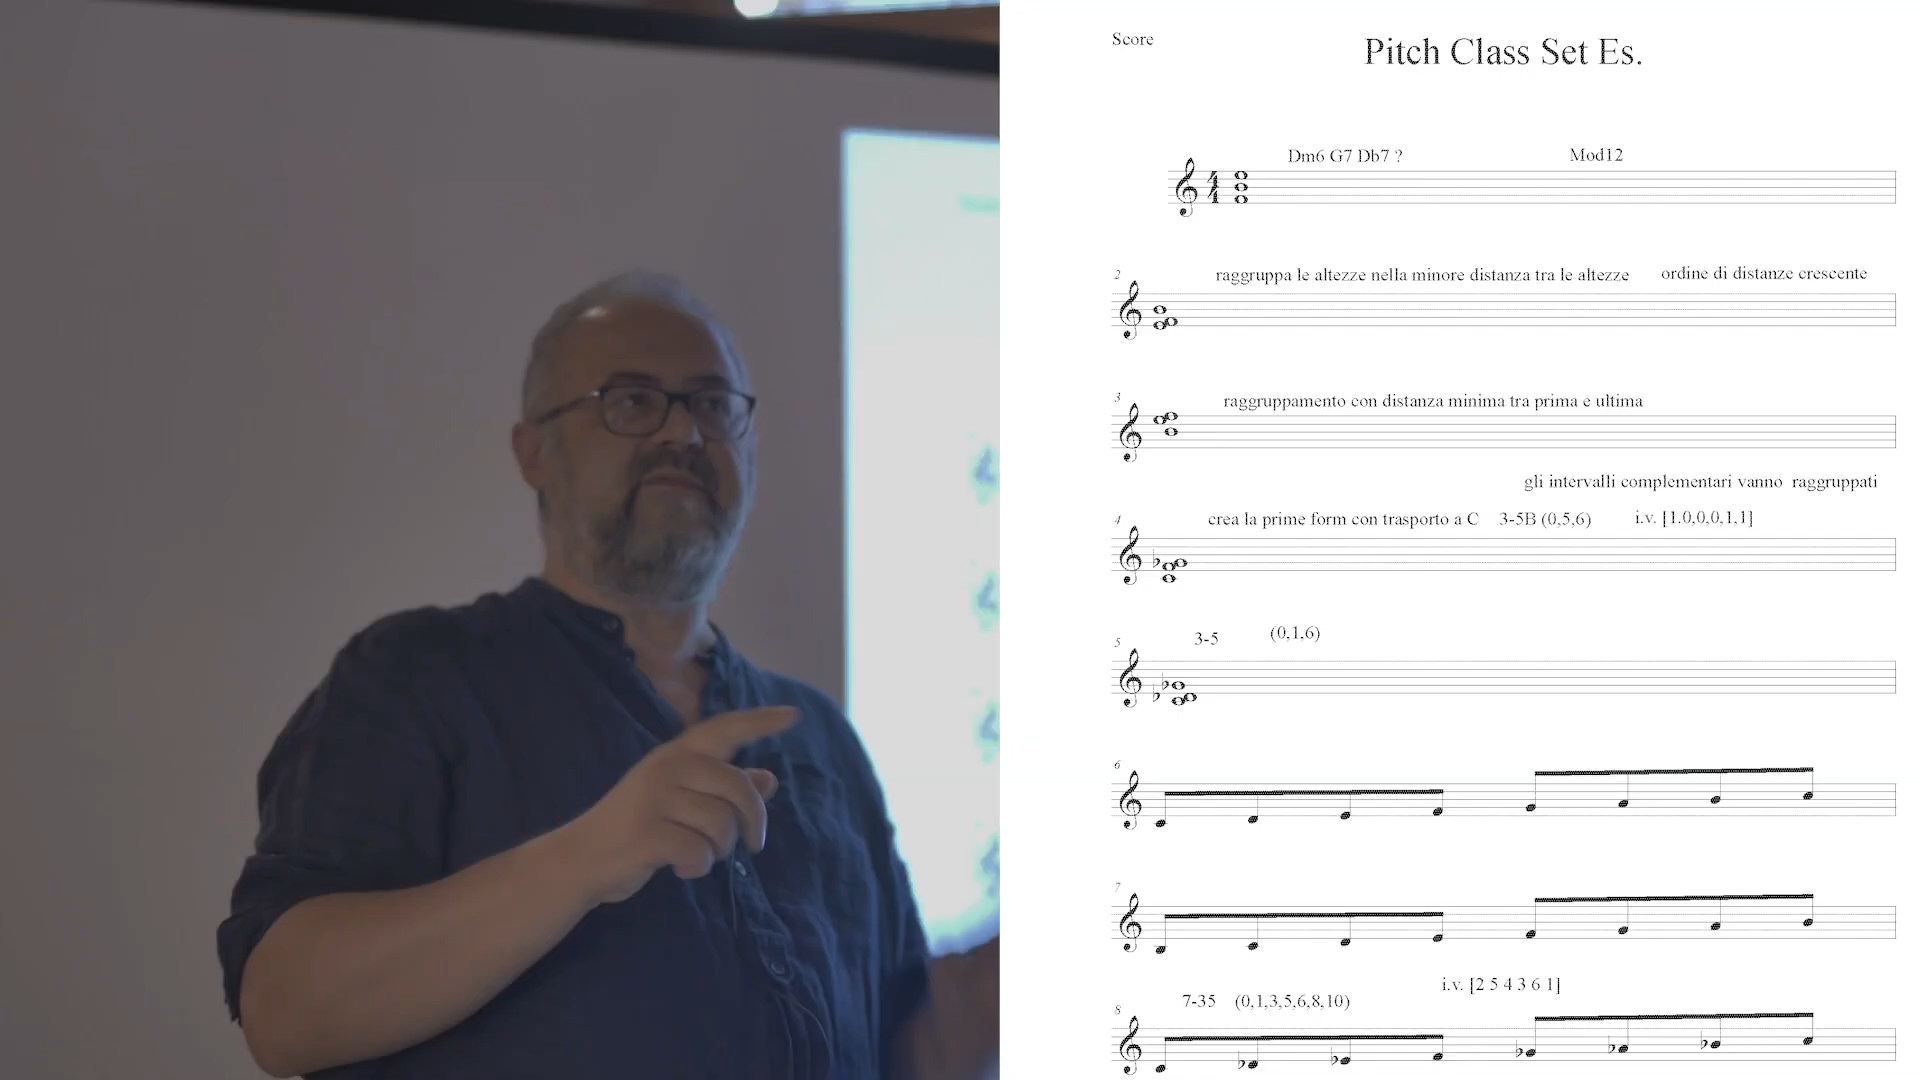 Score
Pitch Class Set Es.
Dm6 G7 Db7 ? Mod12
2
raggruppa le altezze nella minore distanza tra le altezze ordine di distanze crescente
3
raggruppamento con distanza minima tra prima e ultima
gli intervalli complementari vanno raggruppati
4
crea la prime form con trasporto a C 3-5B (0,5,6) i.v. [1.0,0,0,1,1]
5
3-5 (0,1,6)
6
7
i.v. [2 5 4 3 6 1]
7-35 (0,1,3,5,6,8,10)
8